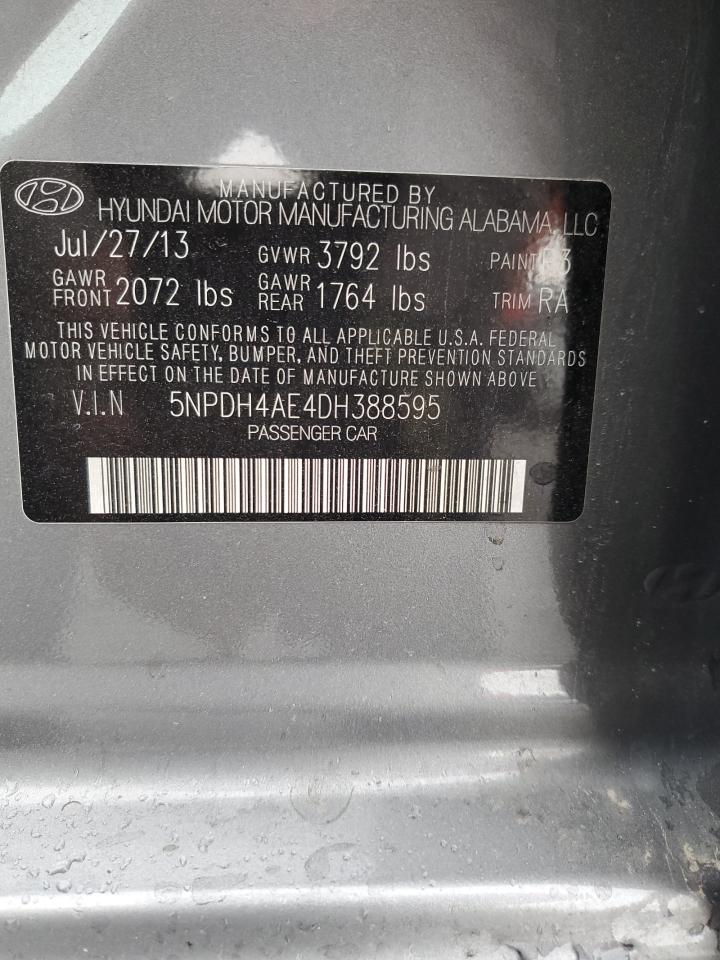 MANUFACTURED BY
HYUNDAI MOTOR MANUFACTURING ALABAMA, LLC
Jul/27/13 GVWR 3792 lbs PAINT
GAWR FRONT 2072 lbs GAWR REAR 1764 lbs TRIM RA
THIS VEHICLE CONFORMS TO ALL APPLICABLE U.S.A. FEDERAL
MOTOR VEHICLE SAFETY, BUMPER, AND THEFT PREVENTION STANDARDS
IN EFFECT ON THE DATE OF MANUFACTURE SHOWN ABOVE
V.I.N 5NPDH4AE4DH388595
PASSENGER CAR